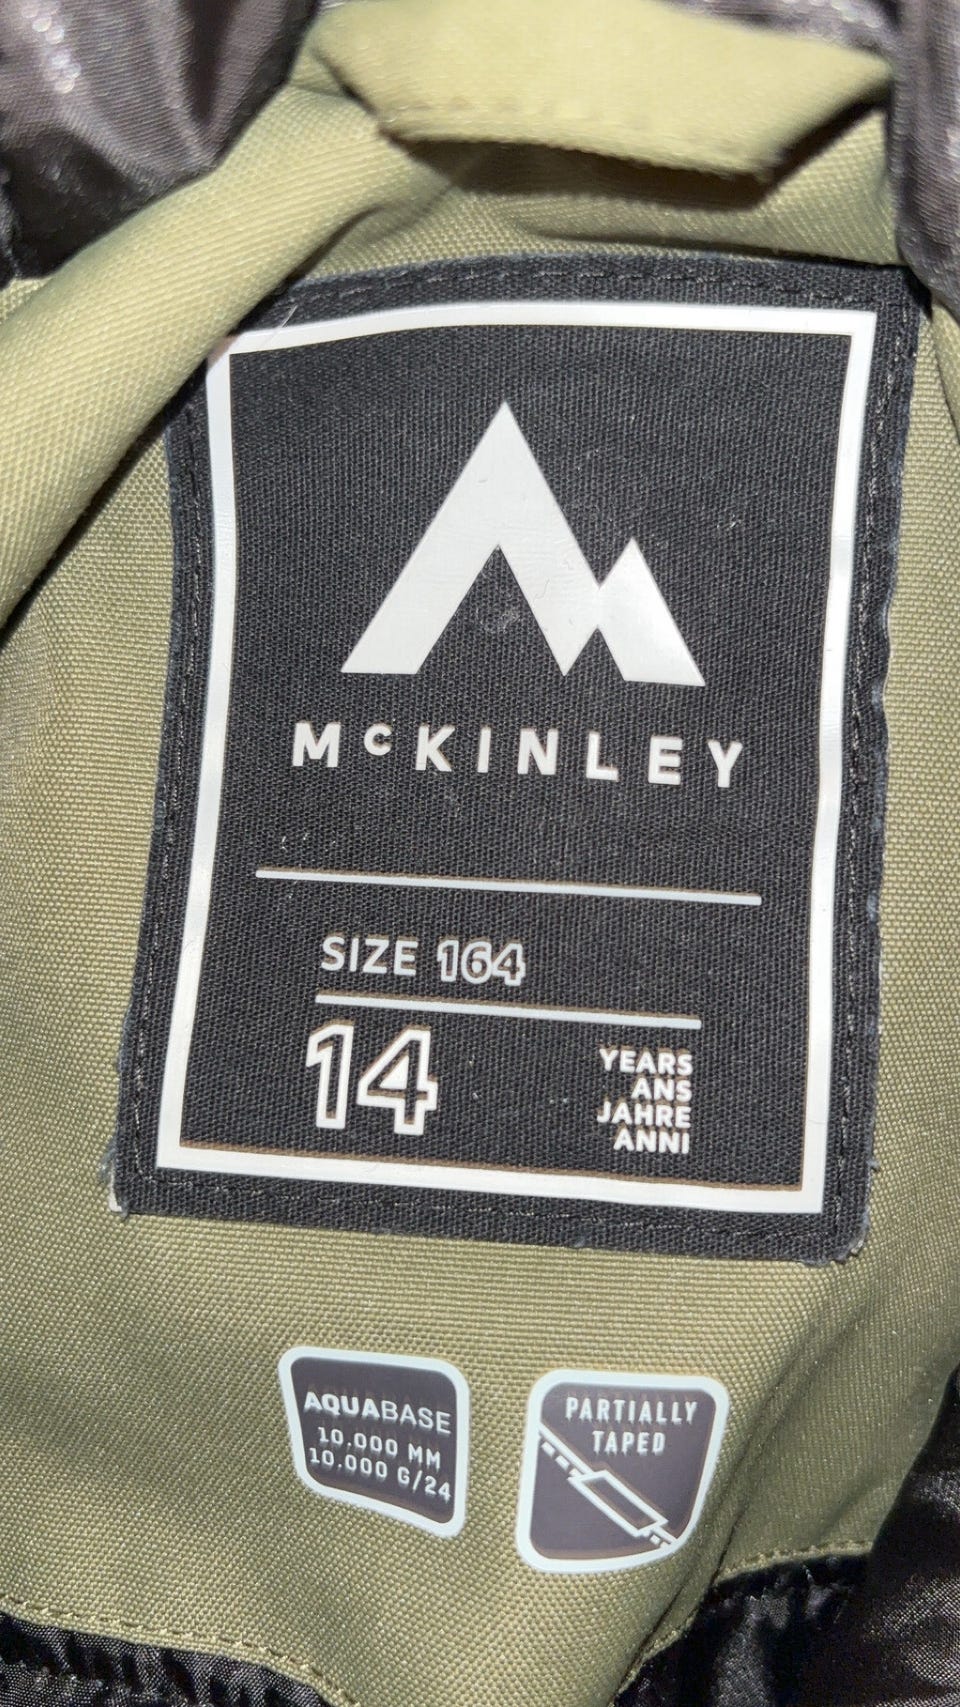 McKINLEY
SIZE 164
14
YEARS
ANS
JAHRE
ANNI
AQUABASE
10.000 MM
10.000 G/24
PARTIALLY
TAPED